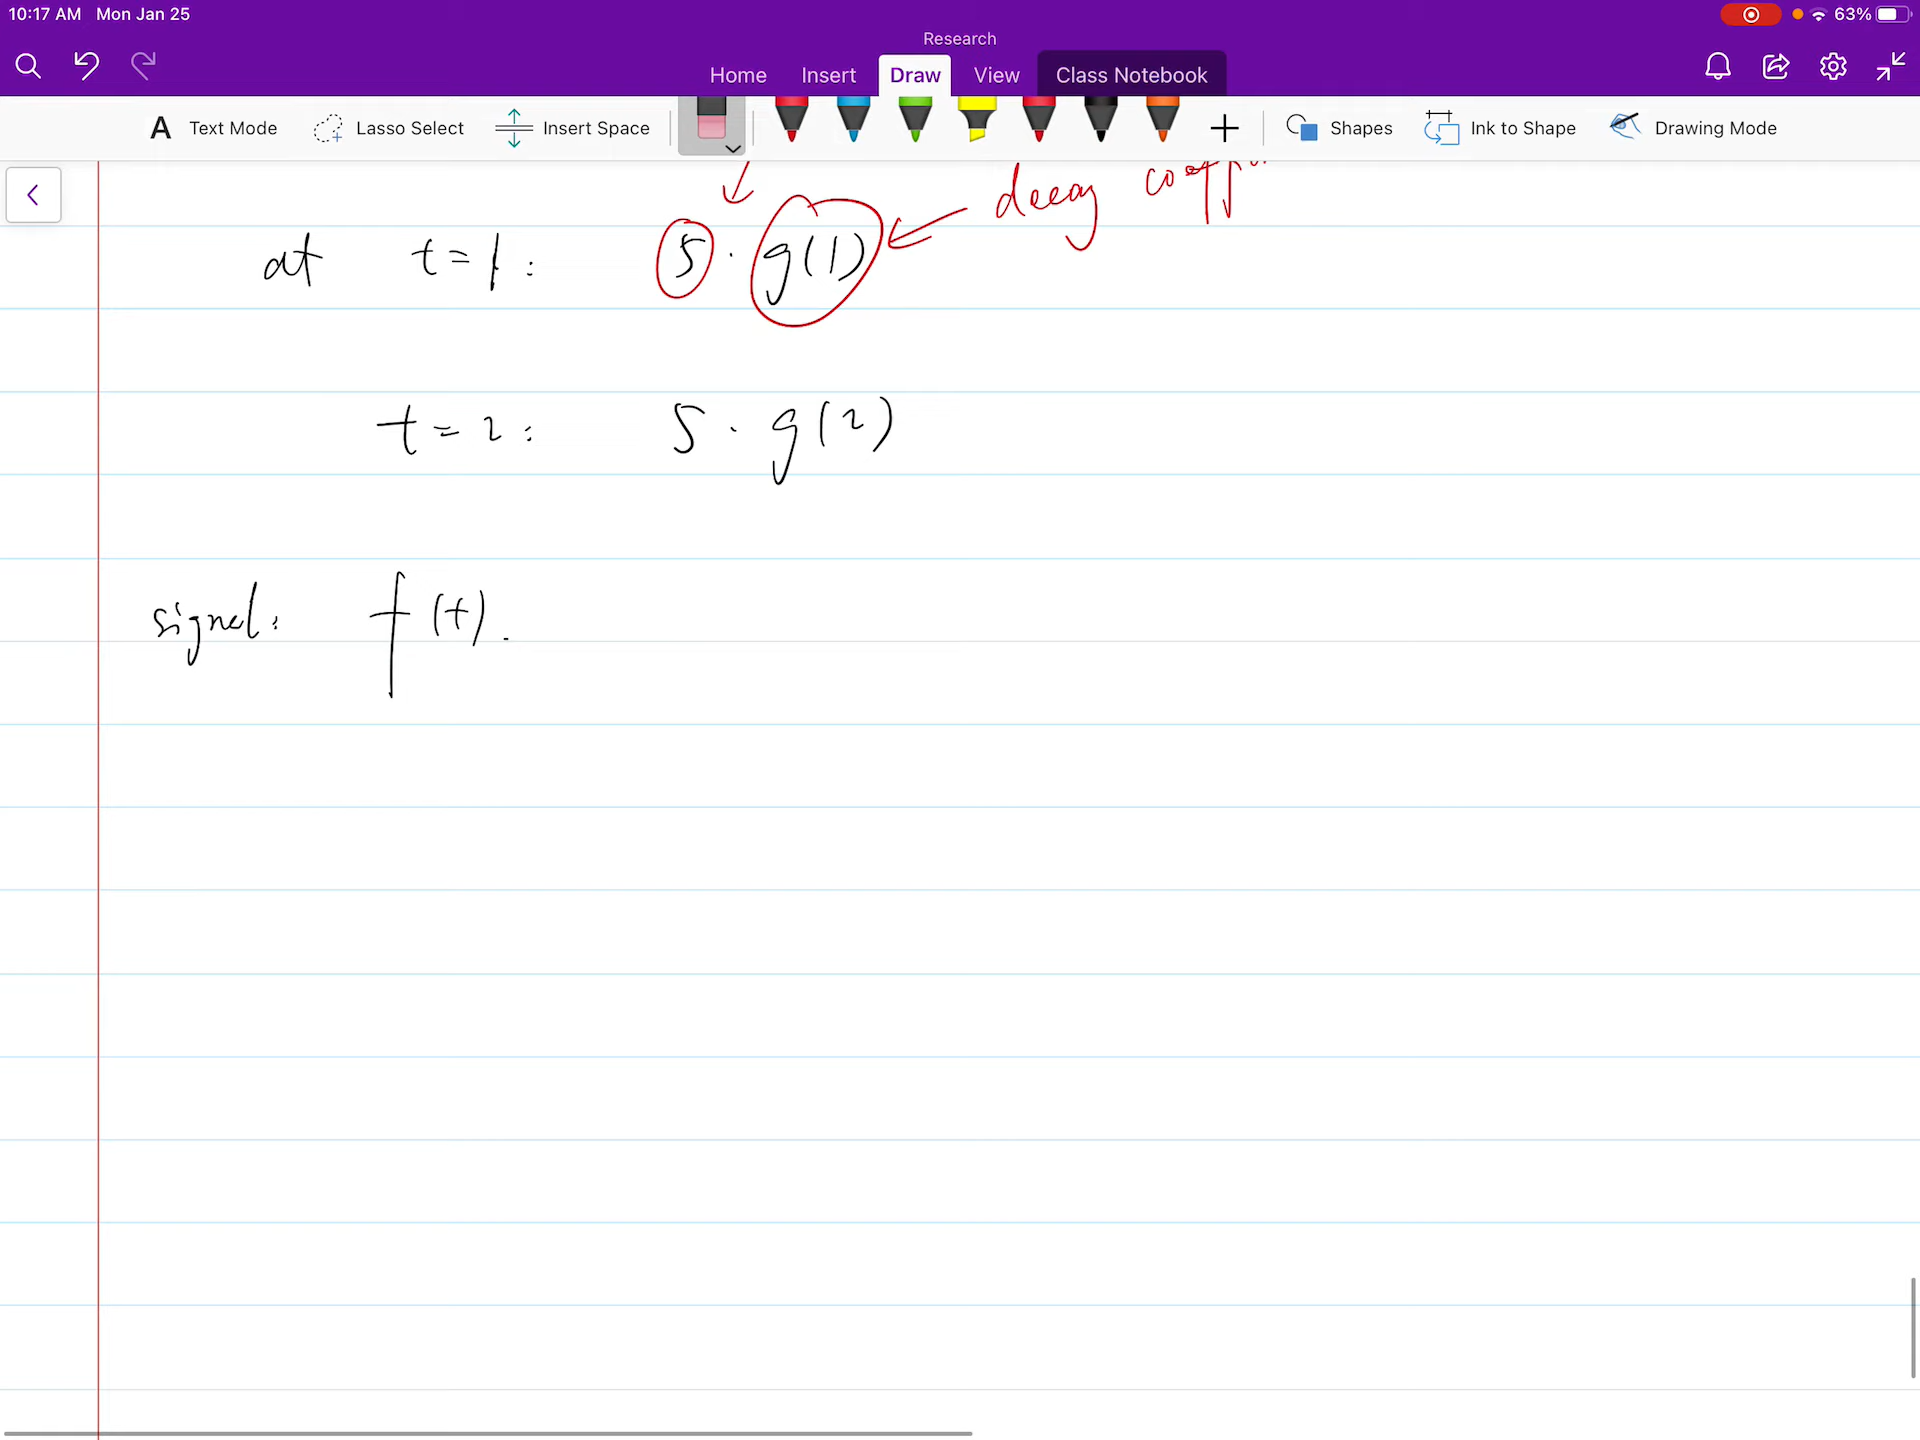 10:17 AM Mon Jan 25
63%
Research
Home Insert Draw View Class Notebook
A Text Mode Lasso Select Insert Space Shapes Ink to Shape Drawing Mode
decay
at t=1: 5 · g(1)
t=2: 5 · g(2)
signal: f(t).